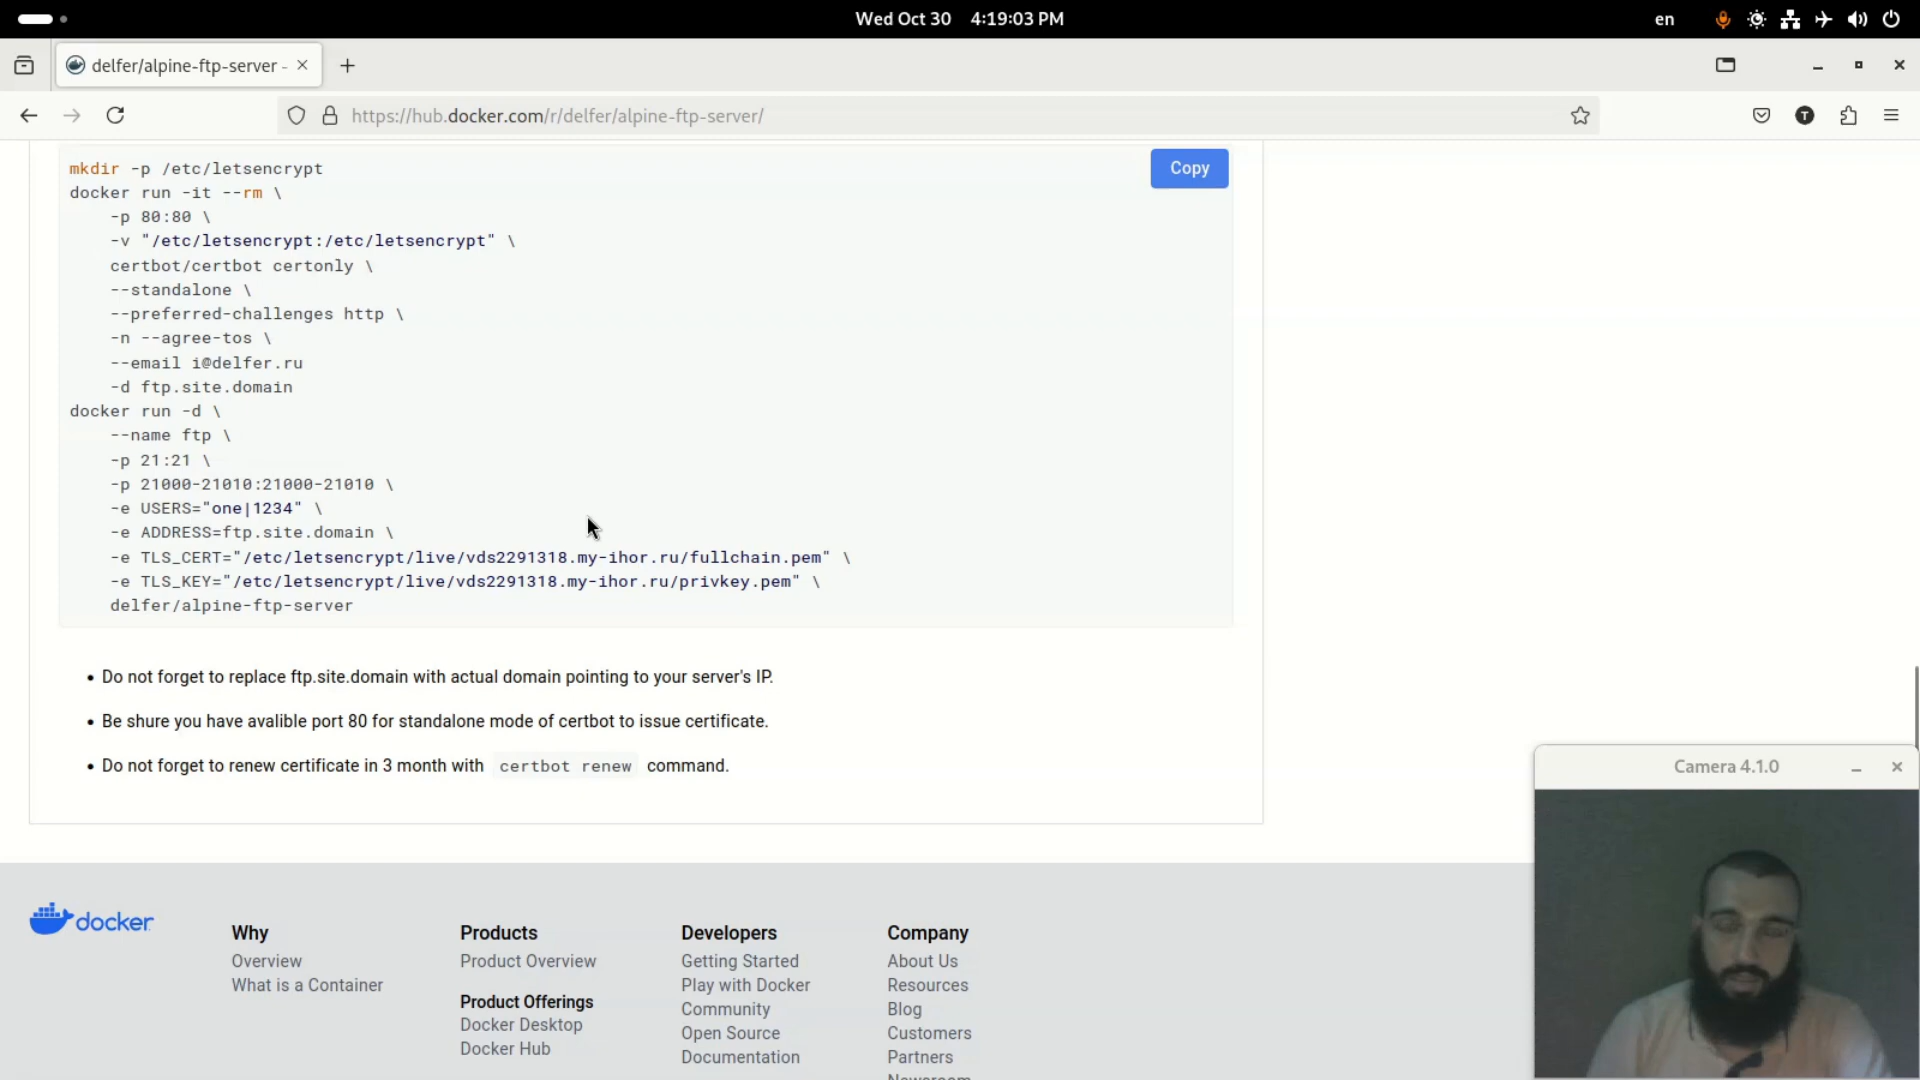 Wed Oct 30 4:19:03 PM
en
delfer/alpine-ftp-server -
https://hub.docker.com/r/delfer/alpine-ftp-server/
T
Copy
mkdir -p /etc/letsencrypt
docker run -it --rm \
-p 80:80 \
-v "/etc/letsencrypt:/etc/letsencrypt" \
certbot/certbot certonly \
--standalone \
--preferred-challenges http \
-n --agree-tos \
--email i@delfer.ru
-d ftp.site.domain
docker run -d \
--name ftp \
-p 21:21 \
-p 21000-21010:21000-21010 \
-e USERS="one|1234" \
-e ADDRESS=ftp.site.domain \
-e TLS_CERT="/etc/letsencrypt/live/vds2291318.my-ihor.ru/fullchain.pem" \
-e TLS_KEY="/etc/letsencrypt/live/vds2291318.my-ihor.ru/privkey.pem" \
delfer/alpine-ftp-server
• Do not forget to replace ftp.site.domain with actual domain pointing to your server's IP.
• Be shure you have avalible port 80 for standalone mode of certbot to issue certificate.
• Do not forget to renew certificate in 3 month with certbot renew command.
Camera 4.1.0
docker
Why
Overview
What is a Container
Products
Product Overview
Product Offerings
Docker Desktop
Docker Hub
Developers
Getting Started
Play with Docker
Community
Open Source
Documentation
Company
About Us
Resources
Blog
Customers
Partners
Newsroom